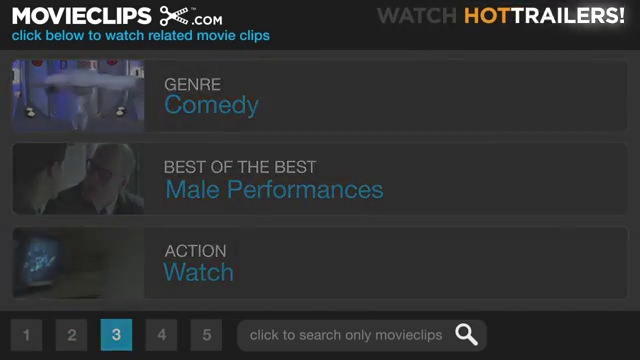 MOVIECLIPS .COM
WATCH HOTTRAILERS!
click below to watch related movie clips
GENRE
Comedy
BEST OF THE BEST
Male Performances
ACTION
Watch
1 2 3 4 5
click to search only movieclips